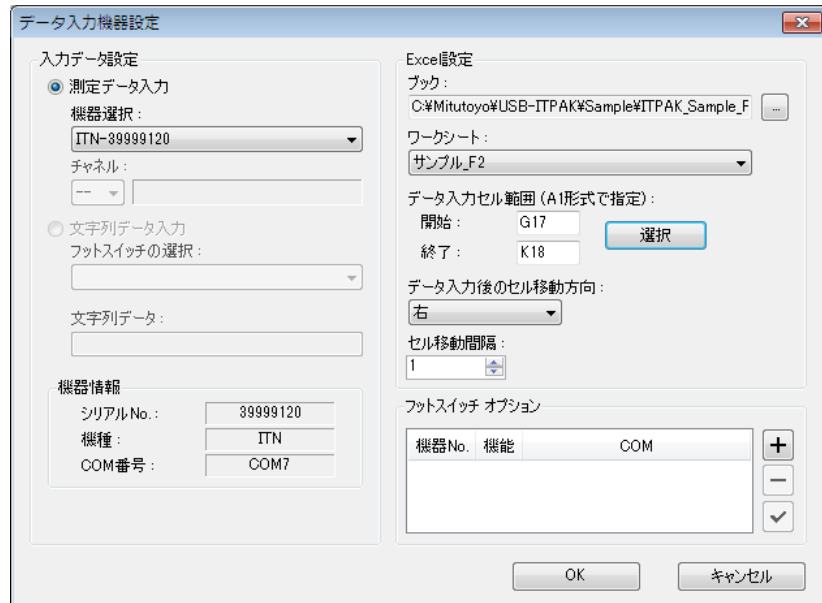 データ入力機器設定
入力データ設定
測定データ入力
機器選択：
ITN-39999120
チャネル：
--
文字列データ入力
フットスイッチの選択：
文字列データ：
機器情報
シリアルNo.： 39999120
機種： ITN
COM番号： COM7
Excel設定
ブック：
C:¥Mitutoyo¥USB-ITPAK¥Sample¥ITPAK_Sample_F ...
ワークシート：
サンプル_F2
データ入力セル範囲（A1形式で指定）：
開始： G17
選択
終了： K18
データ入力後のセル移動方向：
右
セル移動間隔：
1
フットスイッチ オプション
機器No. 機能 COM
OK キャンセル